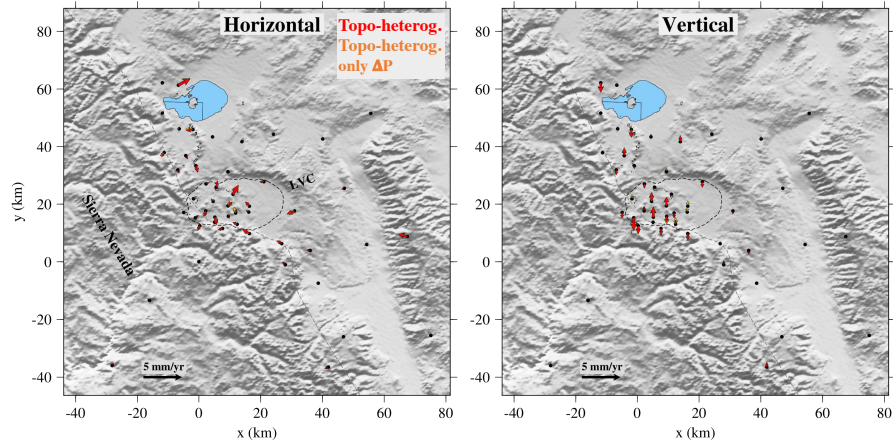 Horizontal
Topo-heterog.
Topo-heterog.
only ΔP
LVC
Sierra Nevada
5 mm/yr
y (km)
80
60
40
20
0
-20
-40
-40 -20 0 20 40 60 80
x (km)
Vertical
5 mm/yr
80
60
40
20
0
-20
-40
-40 -20 0 20 40 60 80
x (km)